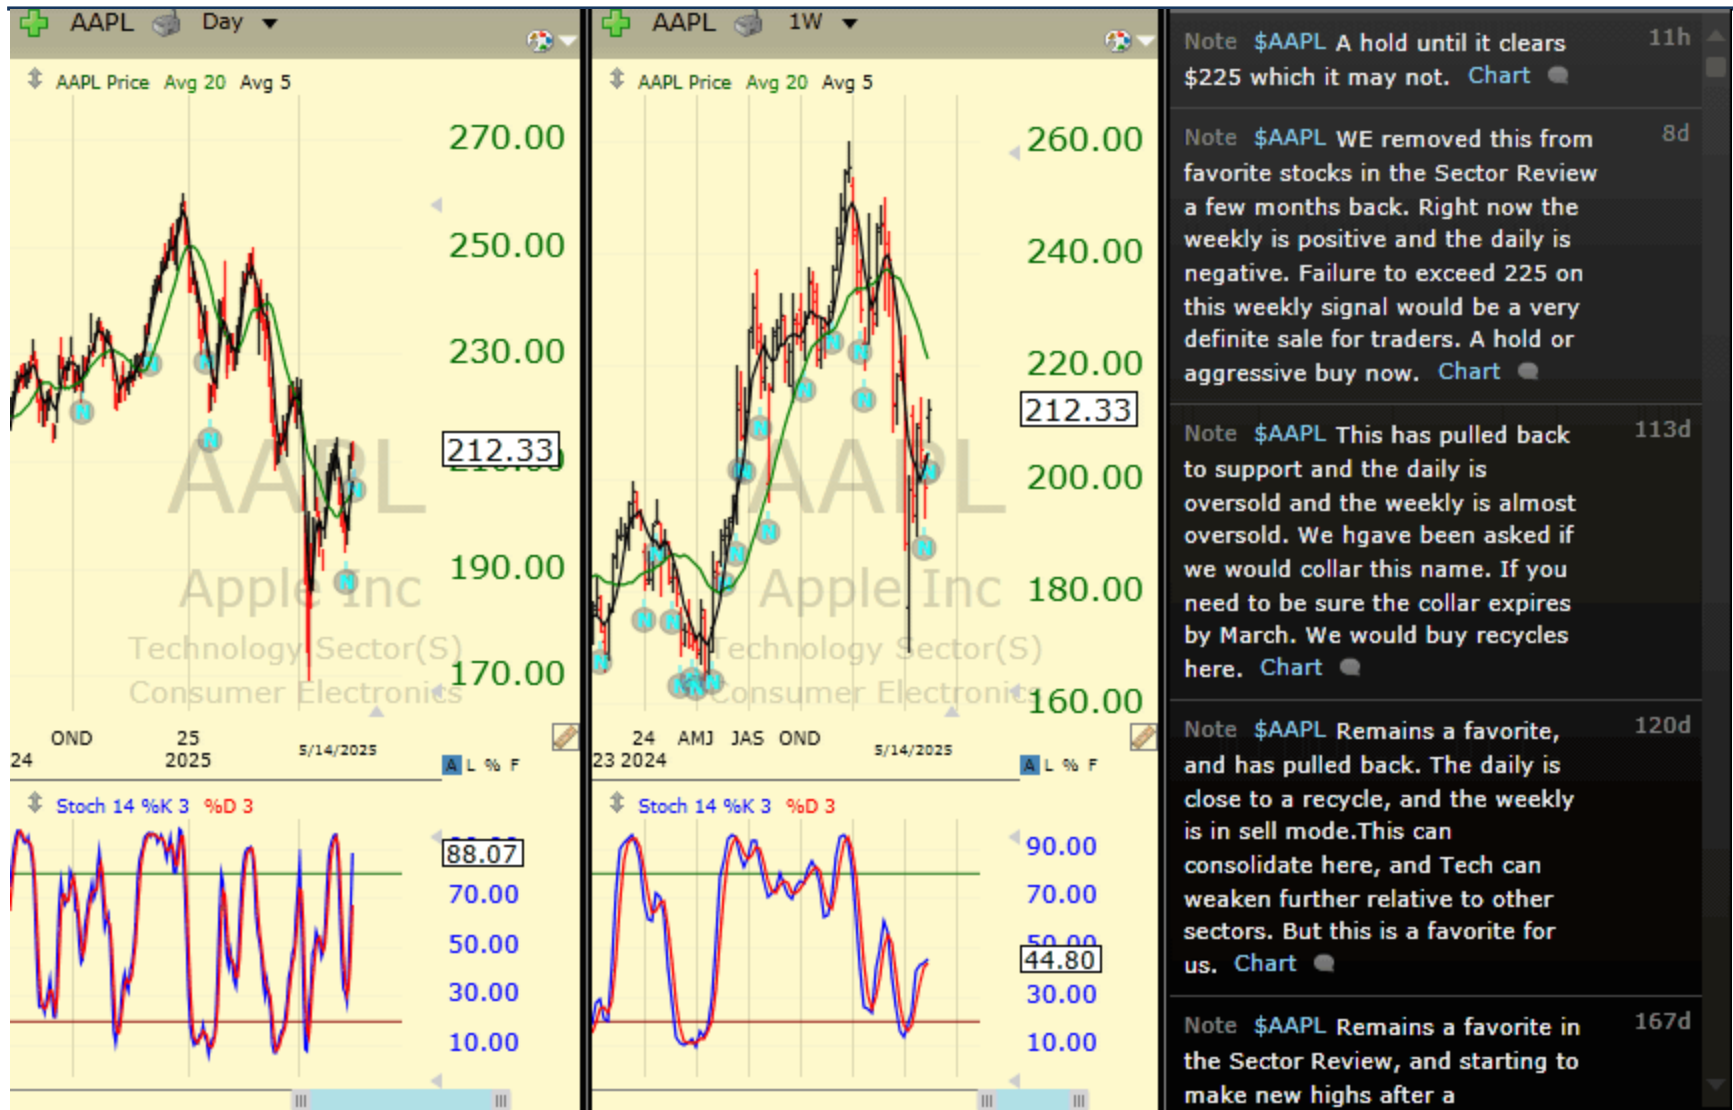 AAPL Day
AAPL Price Avg 20 Avg 5
270.00
250.00
230.00
212.33
190.00
170.00
AAPL
Apple Inc
Technology Sector(S)
Consumer Electronics
OND 25 5/14/2025
24 2025
A L % F
Stoch 14 %K 3 %D 3
88.07
70.00
50.00
30.00
10.00
AAPL 1W
AAPL Price Avg 20 Avg 5
260.00
240.00
220.00
212.33
200.00
180.00
160.00
AAPL
Apple Inc
Technology Sector(S)
Consumer Electronics
24 AMJ JAS OND 5/14/2025
23 2024
A L % F
Stoch 14 %K 3 %D 3
90.00
70.00
50.00
44.80
30.00
10.00
Note $AAPL A hold until it clears 11h
$225 which it may not. Chart
Note $AAPL WE removed this from 8d
favorite stocks in the Sector Review
a few months back. Right now the
weekly is positive and the daily is
negative. Failure to exceed 225 on
this weekly signal would be a very
definite sale for traders. A hold or
aggressive buy now. Chart
Note $AAPL This has pulled back 113d
to support and the daily is
oversold and the weekly is almost
oversold. We hgave been asked if
we would collar this name. If you
need to be sure the collar expires
by March. We would buy recycles
here. Chart
Note $AAPL Remains a favorite, 120d
and has pulled back. The daily is
close to a recycle, and the weekly
is in sell mode.This can
consolidate here, and Tech can
weaken further relative to other
sectors. But this is a favorite for
us. Chart
Note $AAPL Remains a favorite in 167d
the Sector Review, and starting to
make new highs after a